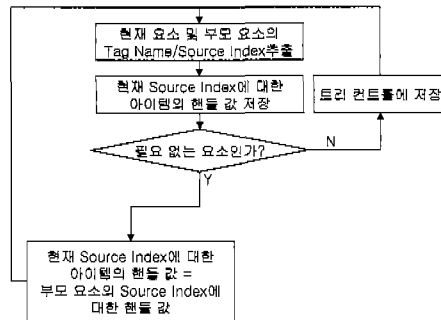 현재 요소 및 부모 요소의
Tag Name/Source Index추출
현재 Source Index에 대한
아이템의 핸들 값 저장
트리 컨트롤에 저장
필요 없는 요소인가?
N
Y
현재 Source Index에 대한
아이템의 핸들 값 =
부모 요소의 Source Index에
대한 핸들 값